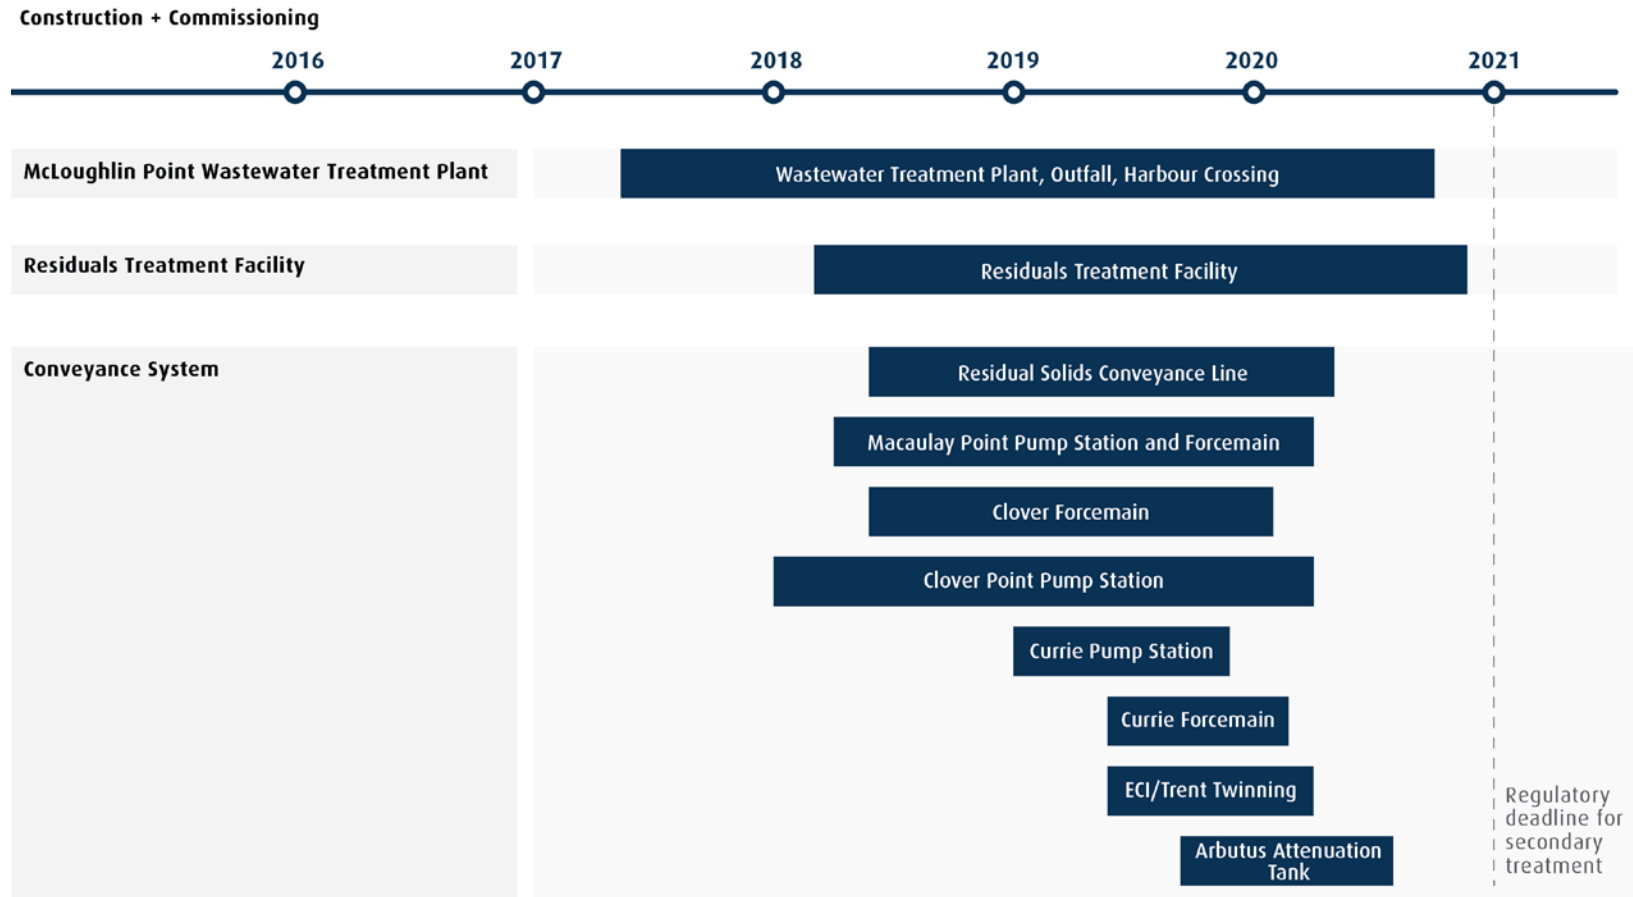 Construction + Commissioning
2016
2017
2018
2019
2020
2021
McLoughlin Point Wastewater Treatment Plant
Wastewater Treatment Plant, Outfall, Harbour Crossing
Residuals Treatment Facility
Residuals Treatment Facility
Conveyance System
Residual Solids Conveyance Line
Macaulay Point Pump Station and Forcemain
Clover Forcemain
Clover Point Pump Station
Currie Pump Station
Currie Forcemain
ECI/Trent Twinning
Arbutus Attenuation
Tank
Regulatory
deadline for
secondary
treatment